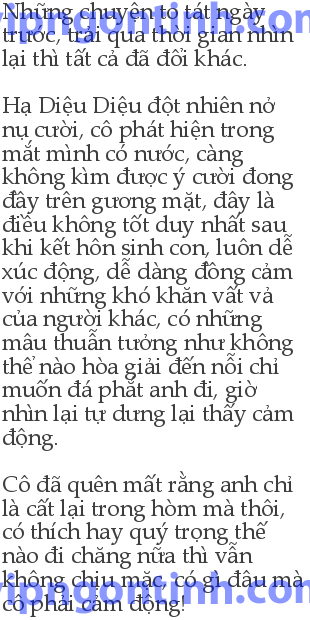 Những chuyện to tát ngày
trước, trải qua thời gian nhìn
lại thì tất cả đã đổi khác.
Hạ Diệu Diệu đột nhiên nở
nụ cười, cô phát hiện trong
mắt mình có nước, càng
không kìm được ý cười đong
đầy trên gương mặt, đây là
điều không tốt duy nhất sau
khi kết hôn sinh con, luôn dễ
xúc động, dễ dàng đồng cảm
với những khó khăn vất vả
của người khác, có những
mâu thuẫn tưởng như không
thể nào hòa giải đến nỗi chỉ
muốn đá phắt anh đi, giờ
nhìn lại tự dưng lại thấy cảm
động.
Cô đã quên mất rằng anh chỉ
là cất lại trong hòm mà thôi,
có thích hay quý trọng thế
nào đi chăng nữa thì vẫn
không chịu mặc, có gì đâu mà
cô phải cảm động!